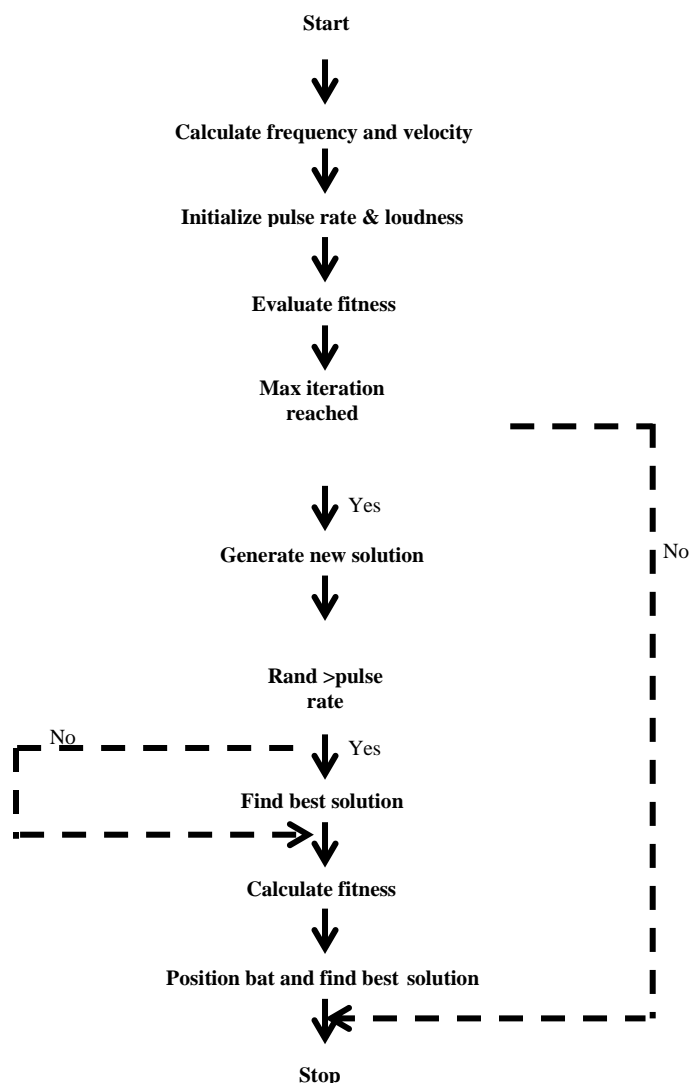 Start
Calculate frequency and velocity
Initialize pulse rate & loudness
Evaluate fitness
Max iteration
reached
Yes
Generate new solution
No
Rand >pulse
rate
No
Yes
Find best solution
Calculate fitness
Position bat and find best solution
Stop